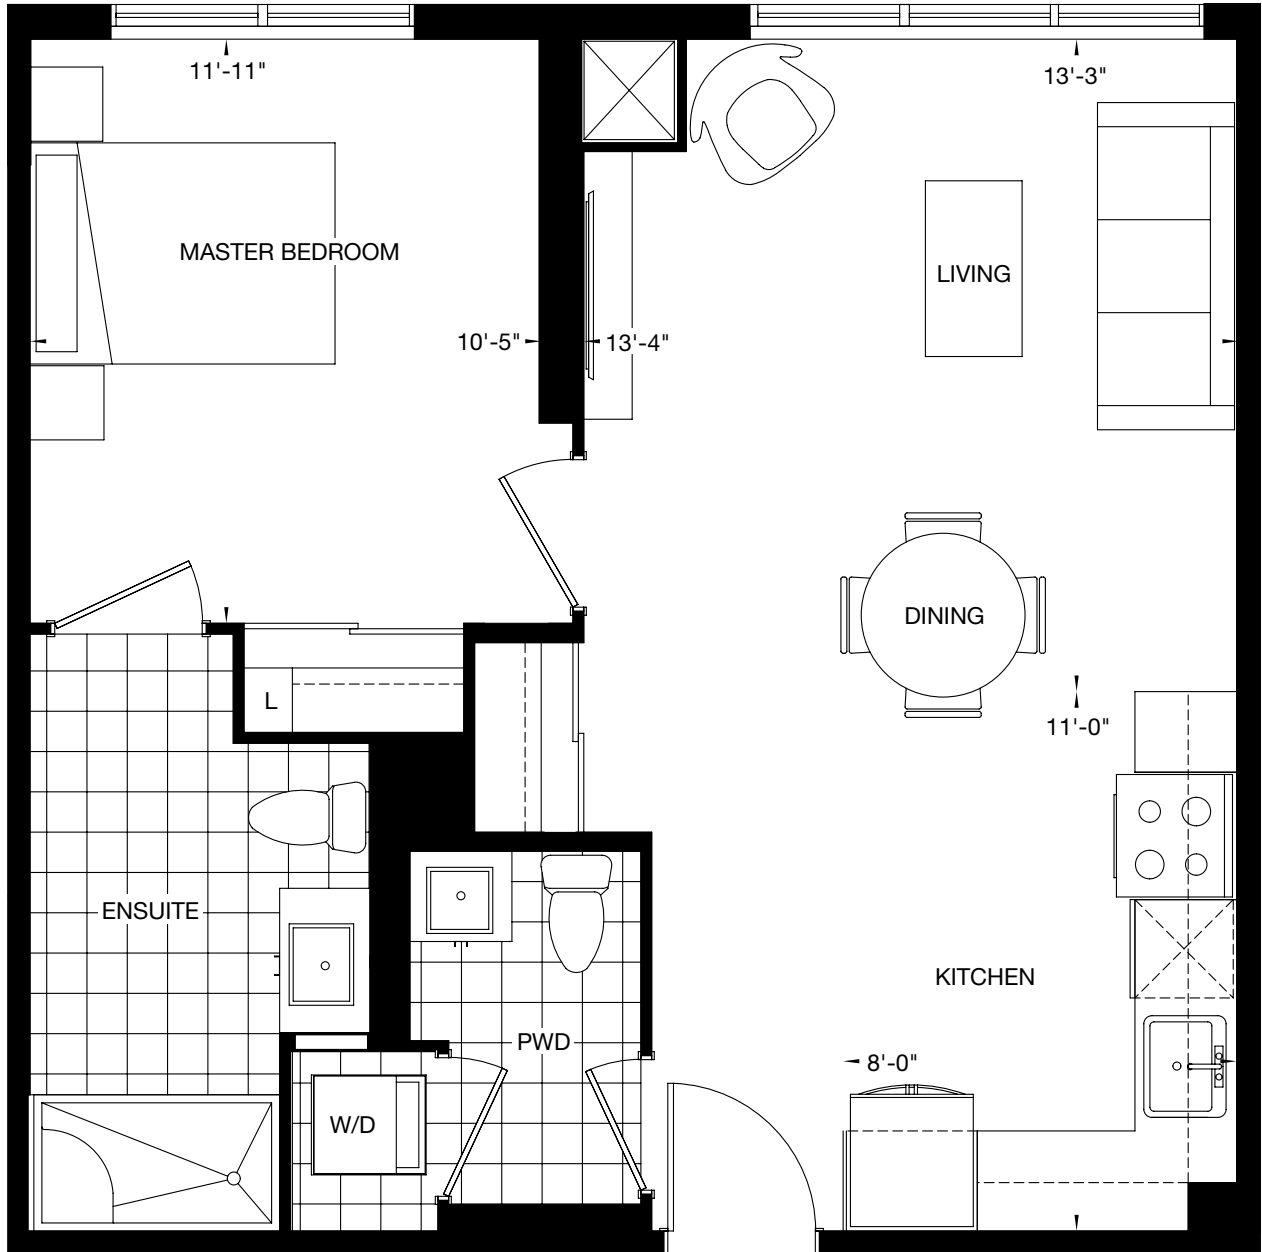 11'-11"
13'-3"
MASTER BEDROOM
LIVING
10'-5"
13'-4"
DINING
L
11'-0"
ENSUITE
KITCHEN
PWD
8'-0"
W/D